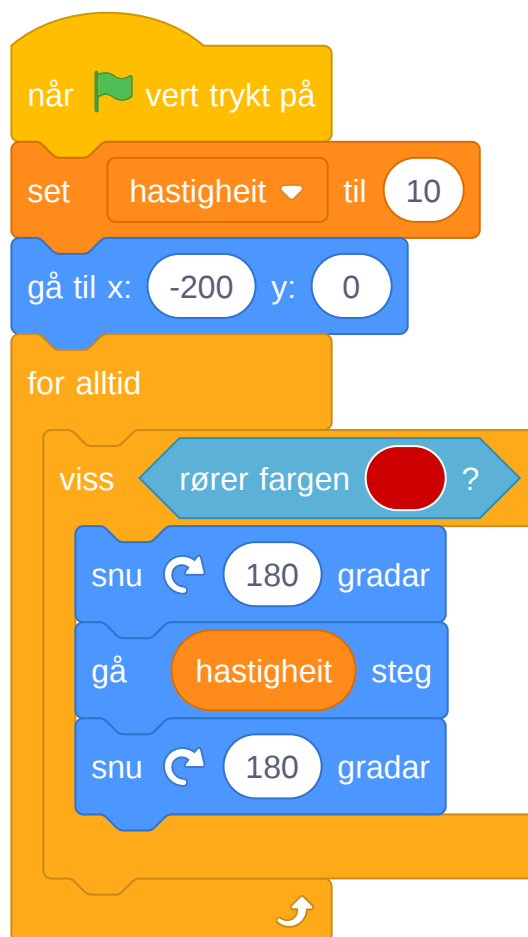 når vert trykt på
set hastigheit til 10
gå til x: -200 y: 0
for alltid
viss rører fargen ?
snu 180 gradar
gå hastigheit steg
snu 180 gradar